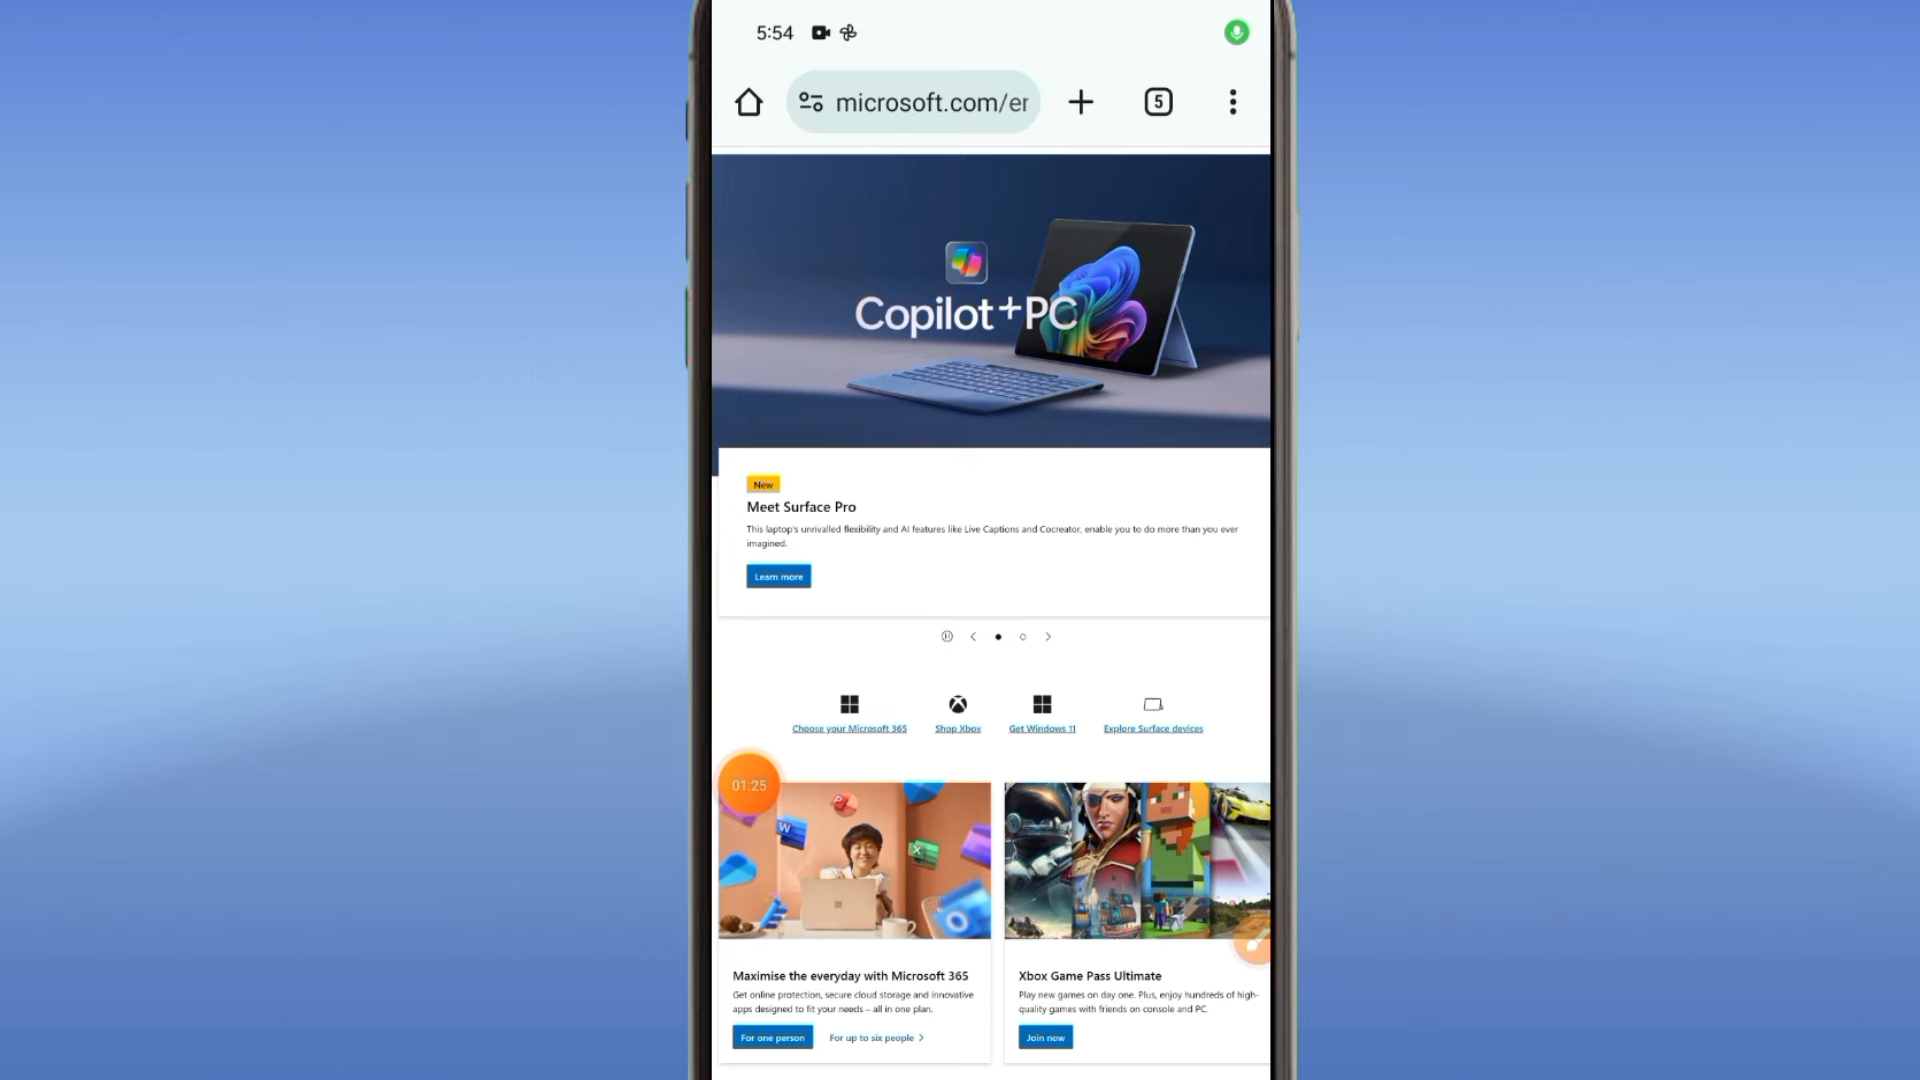 5:54
microsoft.com/er
5
Copilot+PC
New
Meet Surface Pro
This laptop's unrivalled flexibility and AI features like Live Captions and Cocreator, enable you to do more than you ever
imagined.
Learn more
Choose your Microsoft 365
Shop Xbox
Get Windows 11
Explore Surface devices
01:25
P
W
X
Maximise the everyday with Microsoft 365
Get online protection, secure cloud storage and innovative
apps designed to fit your needs – all in one plan.
For one person
For up to six people
Xbox Game Pass Ultimate
Play new games on day one. Plus, enjoy hundreds of high-
quality games with friends on console and PC.
Join now